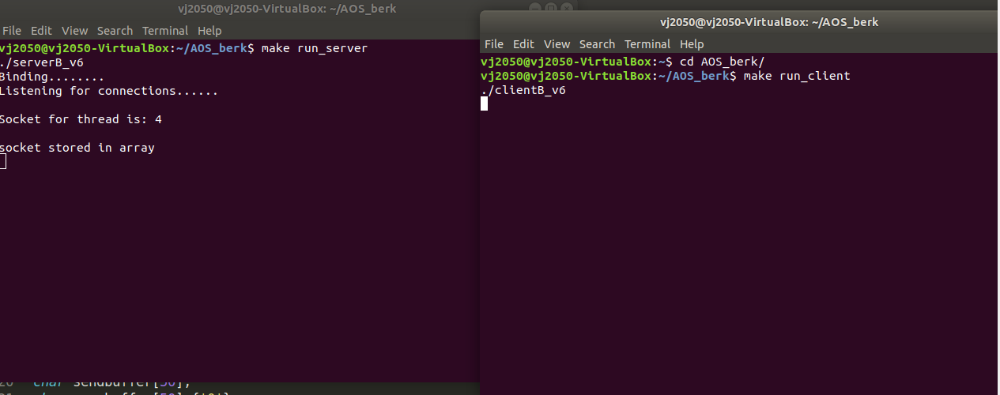 vj2050@vj2050-VirtualBox: ~/AOS_berk
File Edit View Search Terminal Help
vj2050@vj2050-VirtualBox:~/AOS_berk$ make run_server
./serverB_v6
Binding........
Listening for connections......
Socket for thread is: 4
socket stored in array
20 char sendbuffer[50];
vj2050@vj2050-VirtualBox: ~/AOS_berk
File Edit View Search Terminal Help
vj2050@vj2050-VirtualBox:~$ cd AOS_berk/
vj2050@vj2050-VirtualBox:~/AOS_berk$ make run_client
./clientB_v6